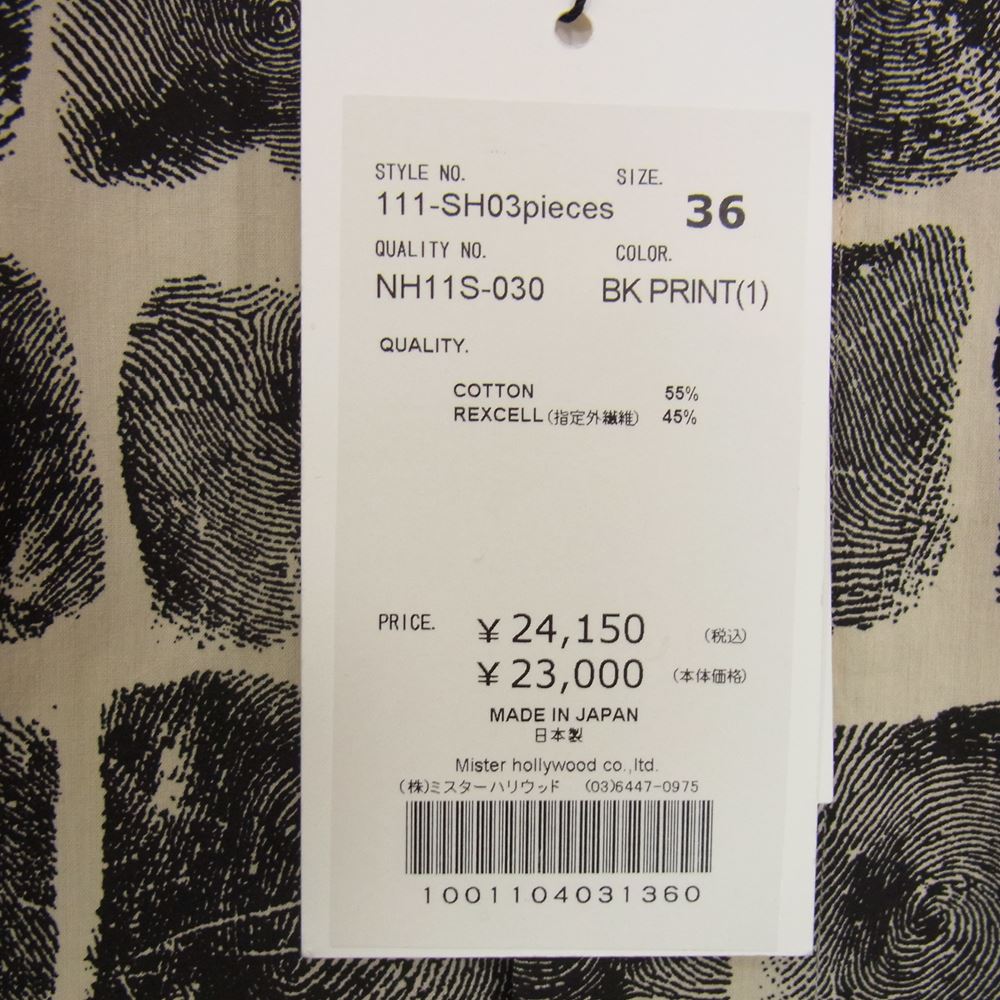 STYLE NO. SIZE.
111-SH03pieces 36
QUALITY NO. COLOR.
NH11S-030 BK PRINT(1)
QUALITY.
COTTON 55%
REXCELL(指定外繊維) 45%
PRICE. ¥ 24,150 (税込)
¥ 23,000 (本体価格)
MADE IN JAPAN
日本製
Mister hollywood co.,ltd.
(株)ミスターハリウッド (03)6447-0975
1001104031360